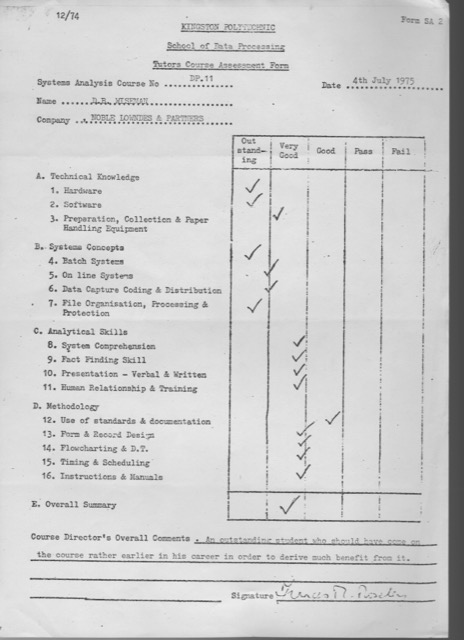 12/74
Form SA 2
KINGSTON POLYTECHNIC
School of Data Processing
Tutors Course Assessment Form
Systems Analysis Course No ...DP.11...
Date 4th July 1975
Name ......D.R. WISEMAN......
Company ... NOBLE LOWNDES & PARTNERS
Out stand- ing
Very Good
Good
Pass
Fail
A. Technical Knowledge
1. Hardware ✓
2. Software ✓
3. Preparation, Collection & Paper
Handling Equipment ✓
B. Systems Concepts
4. Batch Systems ✓
5. On line Systems ✓
6. Data Capture Coding & Distribution ✓
7. File Organisation, Processing & ✓
Protection
C. Analytical Skills
8. System Comprehension ✓
9. Fact Finding Skill ✓
10. Presentation - Verbal & Written ✓
11. Human Relationship & Training ✓
D. Methodology
12. Use of standards & documentation ✓
13. Form & Record Design ✓
14. Flowcharting & D.T. ✓
15. Timing & Scheduling ✓
16. Instructions & Manuals ✓
E. Overall Summary ✓
Course Director's Overall Comments . An outstanding student who should have come on
the course rather earlier in his career in order to derive much benefit from it.
Signature